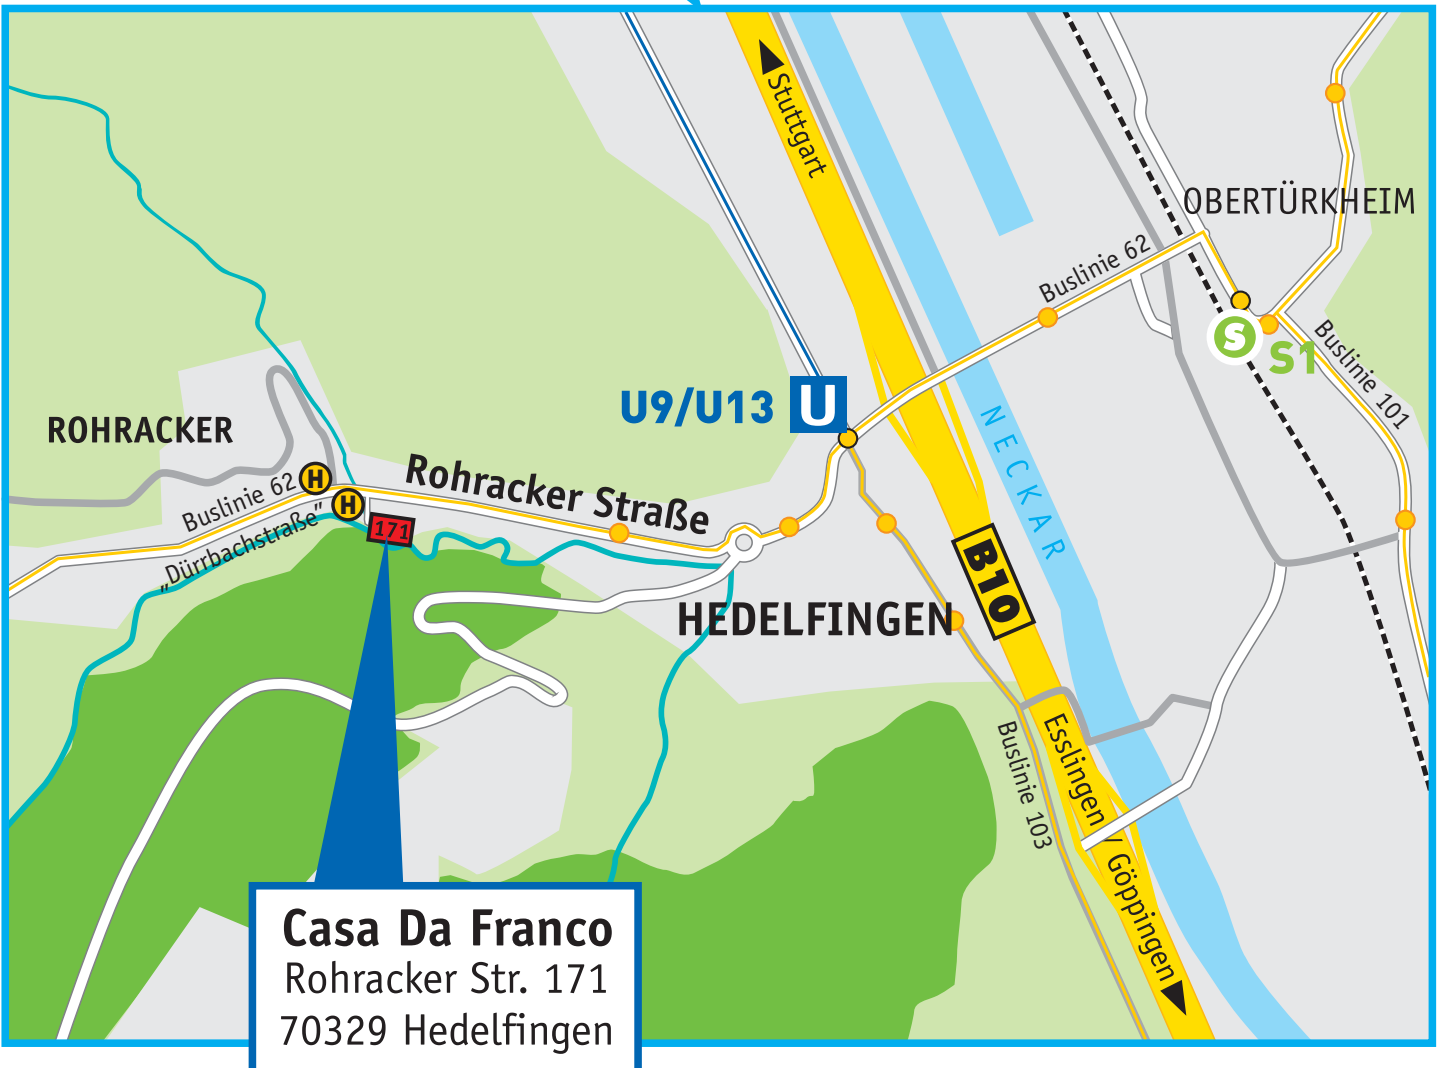 Stuttgart
OBERTÜRKHEIM
Buslinie 62
S
S1
Buslinie 101
U9/U13
U
NECKAR
ROHRACKER
H
Buslinie 62
H
„Dürrbachstraße”
171
Rohracker Straße
B10
HEDELFINGEN
Buslinie 103
Esslingen / Göppingen
Casa Da Franco
Rohracker Str. 171
70329 Hedelfingen